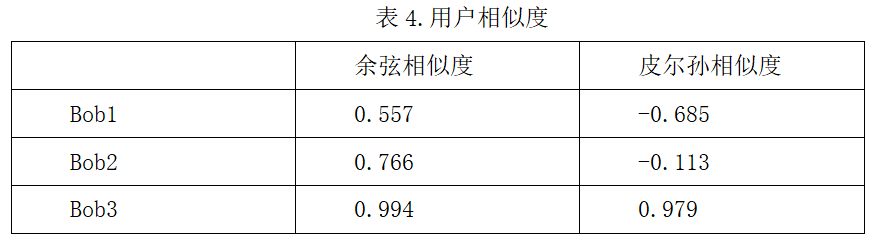 表 4.用户相似度
余弦相似度 皮尔孙相似度
Bob1 0.557 -0.685
Bob2 0.766 -0.113
Bob3 0.994 0.979